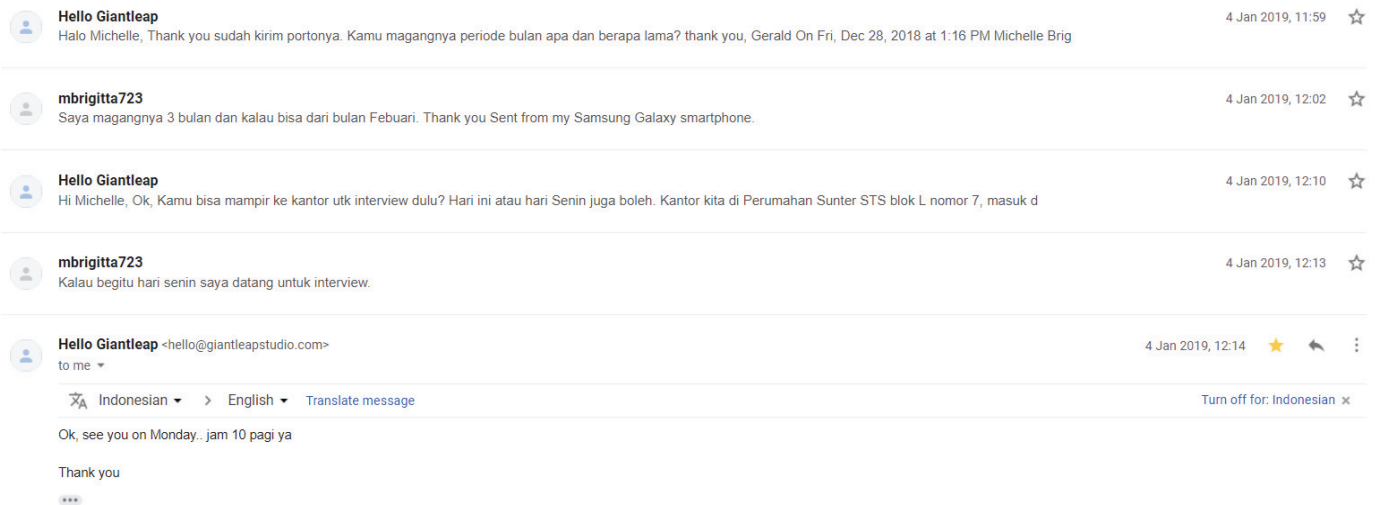 Hello Giantleap 4 Jan 2019, 11:59
Halo Michelle, Thank you sudah kirim portonya. Kamu magangnya periode bulan apa dan berapa lama? thank you, Gerald On Fri, Dec 28, 2018 at 1:16 PM Michelle Brig
mbrigitta723 4 Jan 2019, 12:02
Saya magangnya 3 bulan dan kalau bisa dari bulan Febuari. Thank you Sent from my Samsung Galaxy smartphone.
Hello Giantleap 4 Jan 2019, 12:10
Hi Michelle, Ok, Kamu bisa mampir ke kantor utk interview dulu? Hari ini atau hari Senin juga boleh. Kantor kita di Perumahan Sunter STS blok L nomor 7, masuk d
mbrigitta723 4 Jan 2019, 12:13
Kalau begitu hari senin saya datang untuk interview.
Hello Giantleap <hello@giantleapstudio.com> 4 Jan 2019, 12:14
to me
Indonesian > English Translate message Turn off for: Indonesian ×
Ok, see you on Monday.. jam 10 pagi ya
Thank you